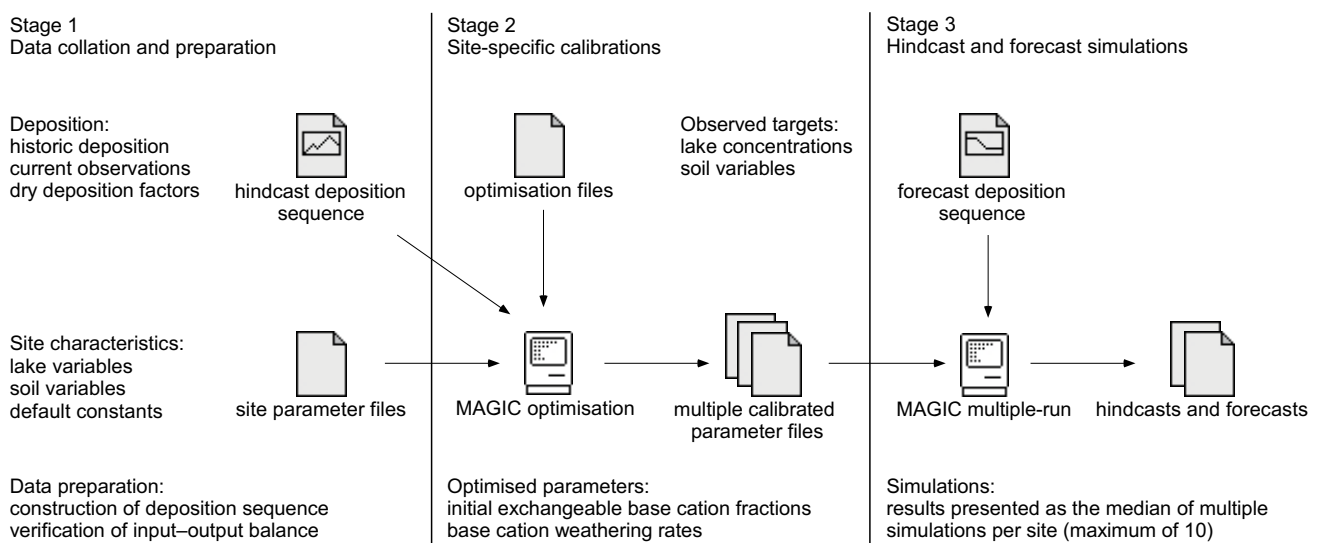 Stage 1
Data collation and preparation
Deposition:
historic deposition
current observations
dry deposition factors
hindcast deposition
sequence
Site characteristics:
lake variables
soil variables
default constants
site parameter files
Data preparation:
construction of deposition sequence
verification of input–output balance
Stage 2
Site-specific calibrations
optimisation files
Observed targets:
lake concentrations
soil variables
MAGIC optimisation
multiple calibrated
parameter files
Optimised parameters:
initial exchangeable base cation fractions
base cation weathering rates
Stage 3
Hindcast and forecast simulations
forecast deposition
sequence
MAGIC multiple-run
hindcasts and forecasts
Simulations:
results presented as the median of multiple
simulations per site (maximum of 10)